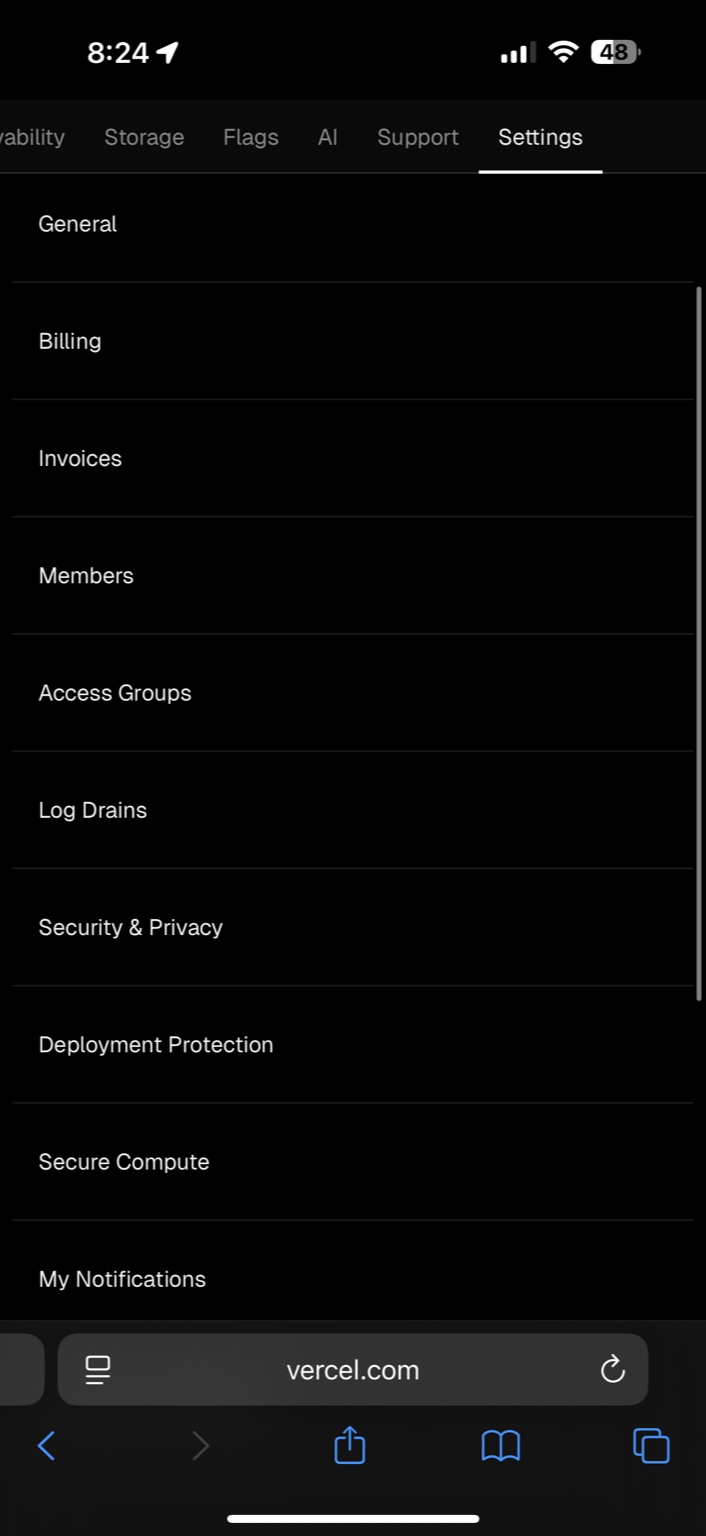 8:24
48
vability Storage Flags AI Support Settings
General
Billing
Invoices
Members
Access Groups
Log Drains
Security & Privacy
Deployment Protection
Secure Compute
My Notifications
vercel.com